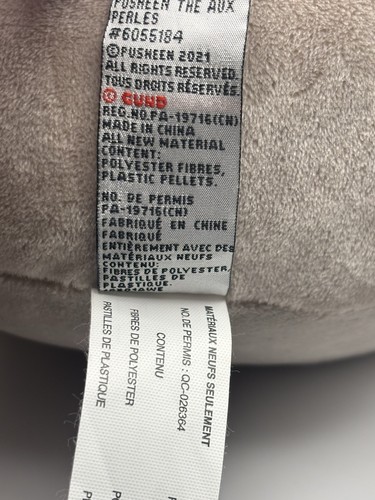 PUSHEEN THE AUX
PERLES
#6055184
©PUSHEEN 2021
ALL RIGHTS RESERVED.
TOUS DROITS RÉSERVÉS.
GUND
REG.NO.PA-19716(CN)
MADE IN CHINA
ALL NEW MATERIAL
CONTENT:
POLYESTER FIBRES,
PLASTIC PELLETS.
NO. DE PERMIS
PA-19716(CN)
FABRIQUÉ EN CHINE
FABRIQUÉ
ENTIÈREMENT AVEC DES
MATÉRIAUX NEUFS
CONTENU:
FIBRES DE POLYESTER,
PASTILLES DE
PLASTIQUE.
MATÉRIAUX NEUFS SEULEMENT
NO. DE PERMIS : QC-026364
CONTENU
FIBRES DE POLYESTER
PASTILLES DE PLASTIQUE